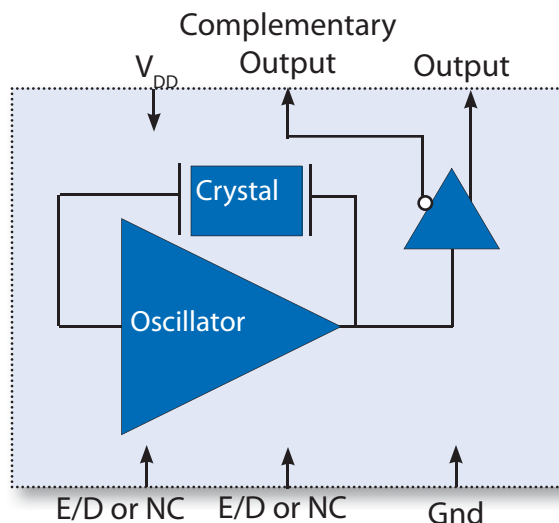 Complementary
V_DD Output Output
Crystal
Oscillator
E/D or NC E/D or NC Gnd